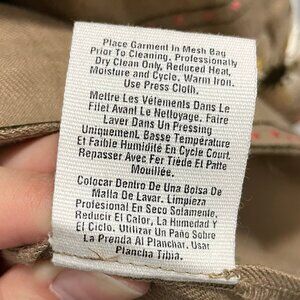 Place Garment In Mesh Bag
Prior To Cleaning, Professionally
Dry Clean Only, Reduced Heat,
Moisture and Cycle, Warm Iron.
Use Press Cloth.
Mettre Les Vêtements Dans Le
Filet Avant Le Nettoyage, Faire
Laver Dans Un Pressing
Uniquement. Basse Température
Et Faible Humidité En Cycle Court.
Repasser Avec Fer Tiède Et Patte
Mouillée.
Colocar Dentro De Una Bolsa De
Malla De Lavar. Limpieza
Profesional En Seco Solamente,
Reducir El Calor, La Humedad Y
El Ciclo. Utilizar Un Paño Sobre
La Prenda Al Planchar, Usar
Plancha Tibia.